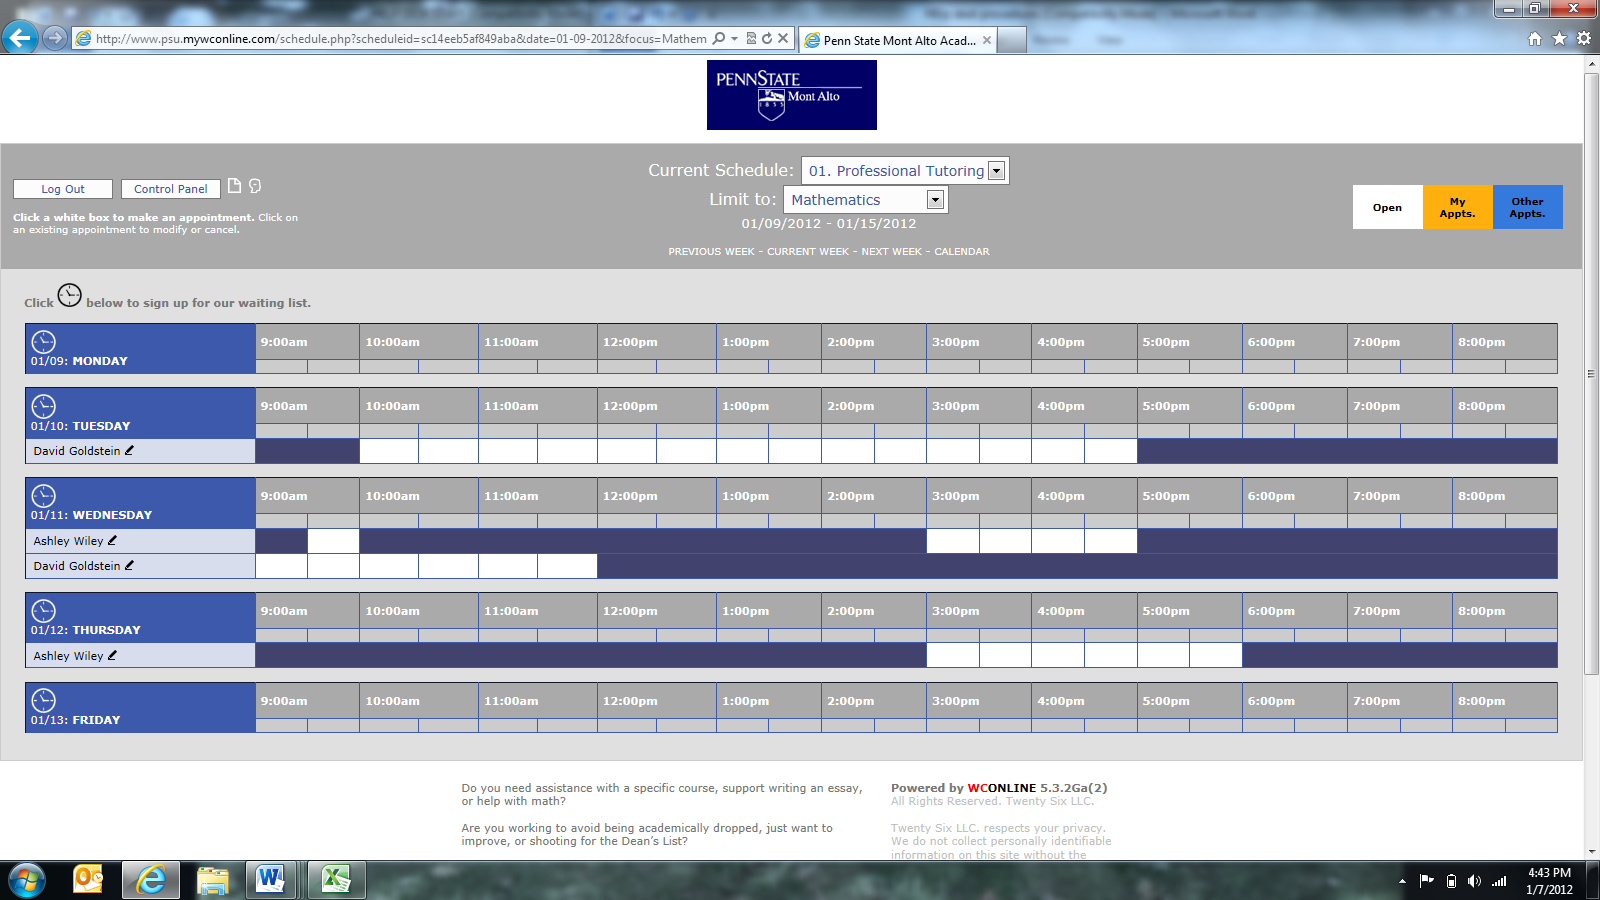 http://www.psu.mywconline.com/schedule.php?scheduleid=sc14eeb5af849aba&date=01-09-2012&focus=Mathem
Penn State Mont Alto Acad...
PENNSTATE
1855
Mont Alto
Current Schedule: 01. Professional Tutoring
Limit to: Mathematics
01/09/2012 - 01/15/2012
PREVIOUS WEEK - CURRENT WEEK - NEXT WEEK - CALENDAR
Log Out Control Panel
Click a white box to make an appointment. Click on
an existing appointment to modify or cancel.
Open
My
Appts.
Other
Appts.
Click below to sign up for our waiting list.
01/09: MONDAY
9:00am 10:00am 11:00am 12:00pm 1:00pm 2:00pm 3:00pm 4:00pm 5:00pm 6:00pm 7:00pm 8:00pm
01/10: TUESDAY
9:00am 10:00am 11:00am 12:00pm 1:00pm 2:00pm 3:00pm 4:00pm 5:00pm 6:00pm 7:00pm 8:00pm
David Goldstein
01/11: WEDNESDAY
9:00am 10:00am 11:00am 12:00pm 1:00pm 2:00pm 3:00pm 4:00pm 5:00pm 6:00pm 7:00pm 8:00pm
Ashley Wiley
David Goldstein
01/12: THURSDAY
9:00am 10:00am 11:00am 12:00pm 1:00pm 2:00pm 3:00pm 4:00pm 5:00pm 6:00pm 7:00pm 8:00pm
Ashley Wiley
01/13: FRIDAY
9:00am 10:00am 11:00am 12:00pm 1:00pm 2:00pm 3:00pm 4:00pm 5:00pm 6:00pm 7:00pm 8:00pm
Do you need assistance with a specific course, support writing an essay,
or help with math?
Are you working to avoid being academically dropped, just want to
improve, or shooting for the Dean's List?
Powered by WCONLINE 5.3.2Ga(2)
All Rights Reserved. Twenty Six LLC.
Twenty Six LLC. respects your privacy.
We do not collect personally identifiable
information on this site without the
4:43 PM
1/7/2012